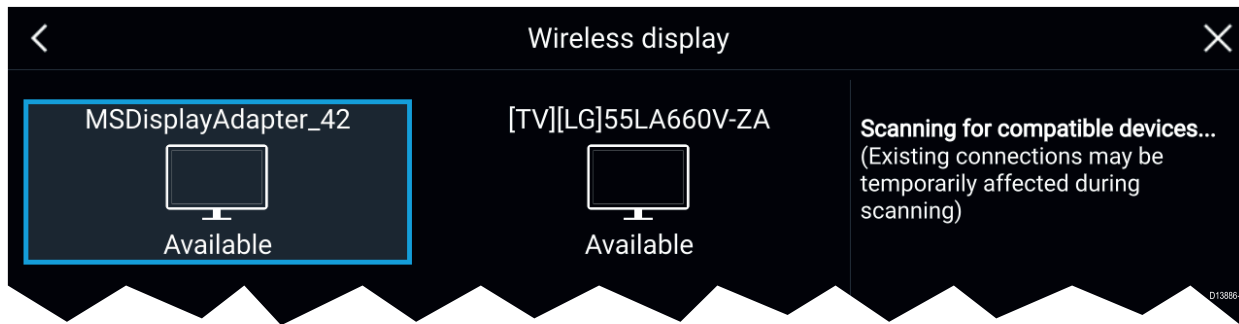 Wireless display
MSDisplayAdapter_42
Available
[TV][LG]55LA660V-ZA
Available
Scanning for compatible devices...
(Existing connections may be
temporarily affected during
scanning)
D13886-